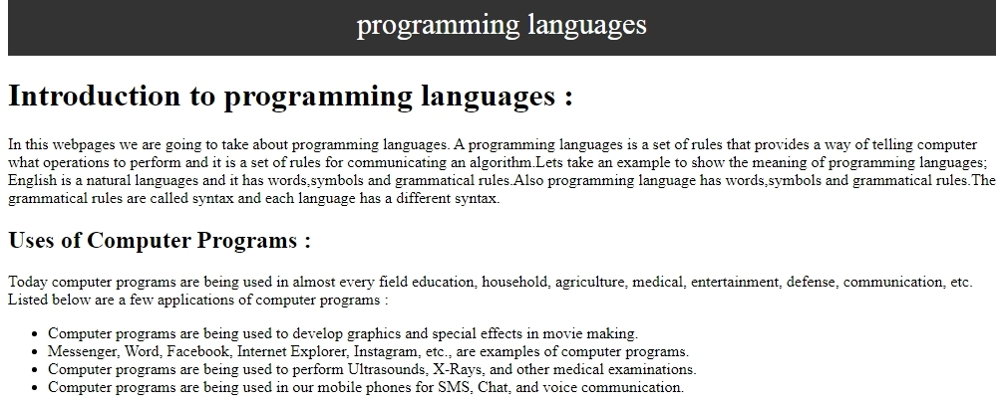 programming languages
Introduction to programming languages :
In this webpages we are going to take about programming languages. A programming languages is a set of rules that provides a way of telling computer
what operations to perform and it is a set of rules for communicating an algorithm.Lets take an example to show the meaning of programming languages;
English is a natural languages and it has words,symbols and grammatical rules.Also programming language has words,symbols and grammatical rules.The
grammatical rules are called syntax and each language has a different syntax.
Uses of Computer Programs :
Today computer programs are being used in almost every field education, household, agriculture, medical, entertainment, defense, communication, etc.
Listed below are a few applications of computer programs :
• Computer programs are being used to develop graphics and special effects in movie making.
• Messenger, Word, Facebook, Internet Explorer, Instagram, etc., are examples of computer programs.
• Computer programs are being used to perform Ultrasounds, X-Rays, and other medical examinations.
• Computer programs are being used in our mobile phones for SMS, Chat, and voice communication.